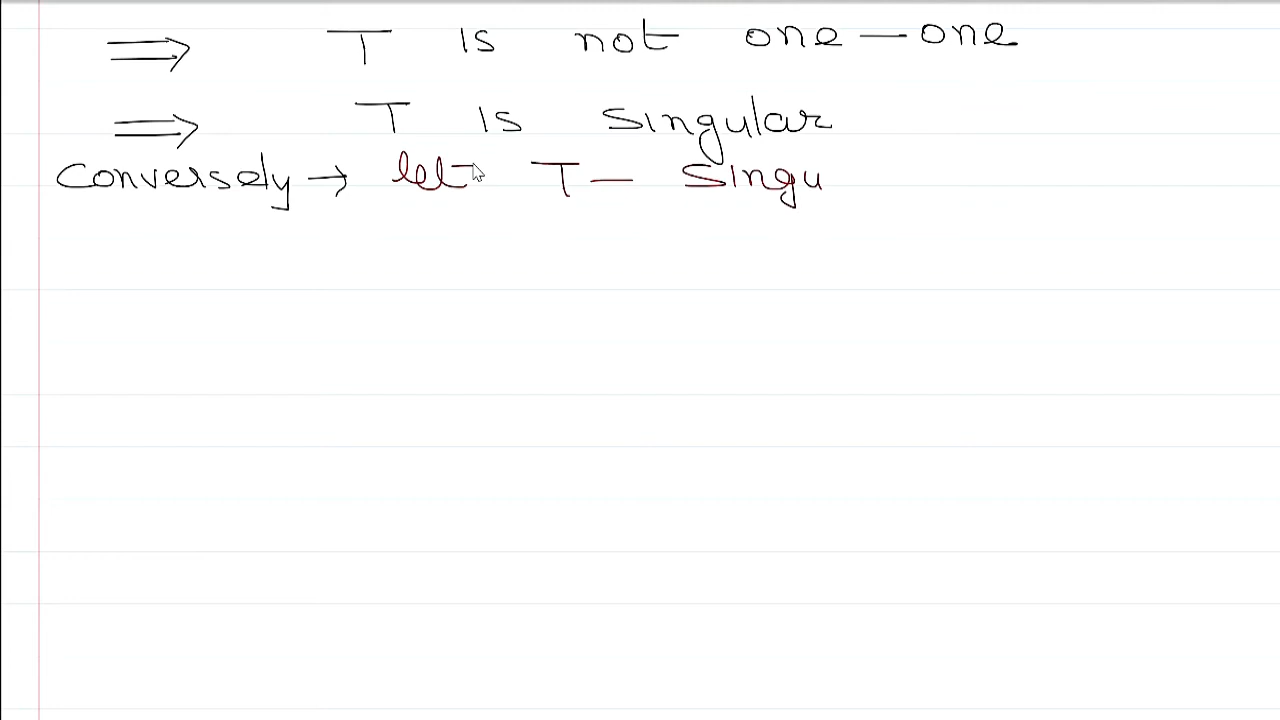 ⟹ T is not one-one
⟹ T is singular
Conversely → let T - Singu